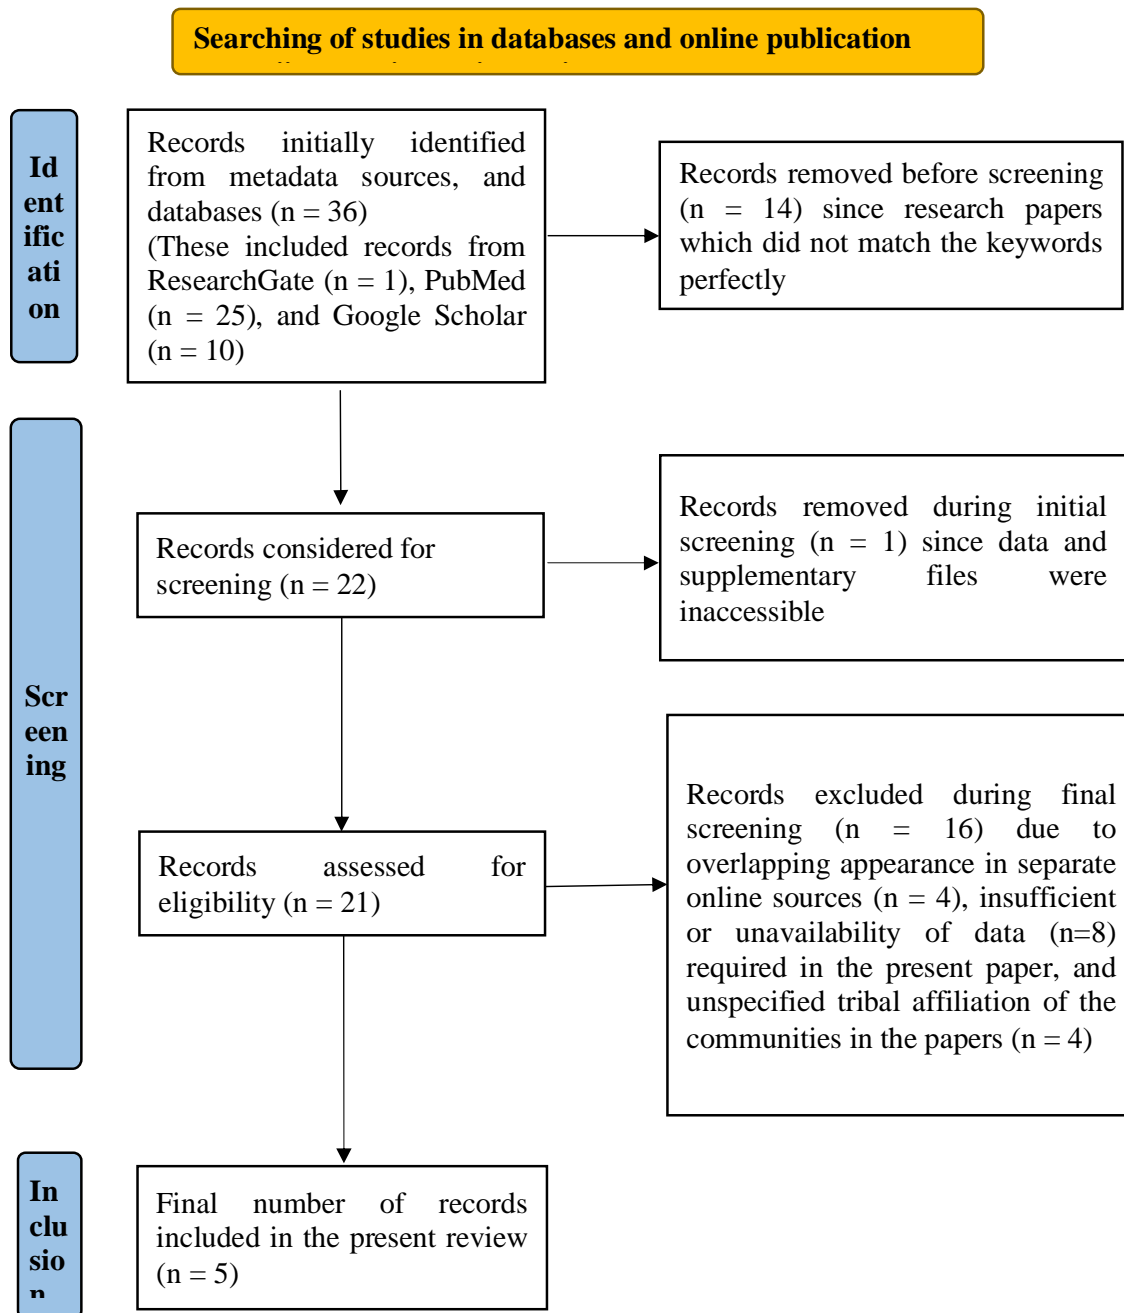 Searching of studies in databases and online publication
Id
ent
ific
ati
on
Records initially identified
from metadata sources, and
databases (n = 36)
(These included records from
ResearchGate (n = 1), PubMed
(n = 25), and Google Scholar
(n = 10)
Records removed before screening
(n = 14) since research papers
which did not match the keywords
perfectly
Scr
een
ing
Records considered for
screening (n = 22)
Records removed during initial
screening (n = 1) since data and
supplementary files were
inaccessible
Records assessed for
eligibility (n = 21)
Records excluded during final
screening (n = 16) due to
overlapping appearance in separate
online sources (n = 4), insufficient
or unavailability of data (n=8)
required in the present paper, and
unspecified tribal affiliation of the
communities in the papers (n = 4)
In
clu
sio
n
Final number of records
included in the present review
(n = 5)